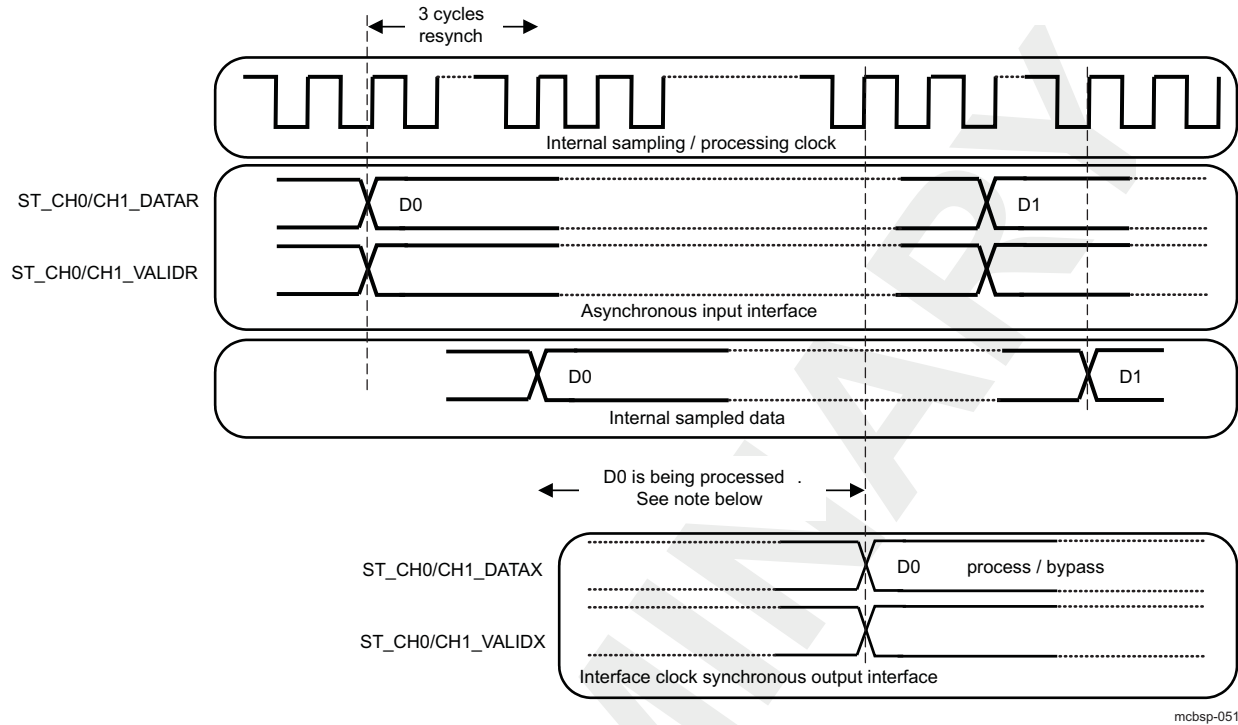 3 cycles
resynch
Internal sampling / processing clock
ST_CH0/CH1_DATAR
D0
D1
ST_CH0/CH1_VALIDR
Asynchronous input interface
D0
D1
Internal sampled data
D0 is being processed .
See note below
ST_CH0/CH1_DATAX
D0 process / bypass
ST_CH0/CH1_VALIDX
Interface clock synchronous output interface
mcbsp-051
MINARY